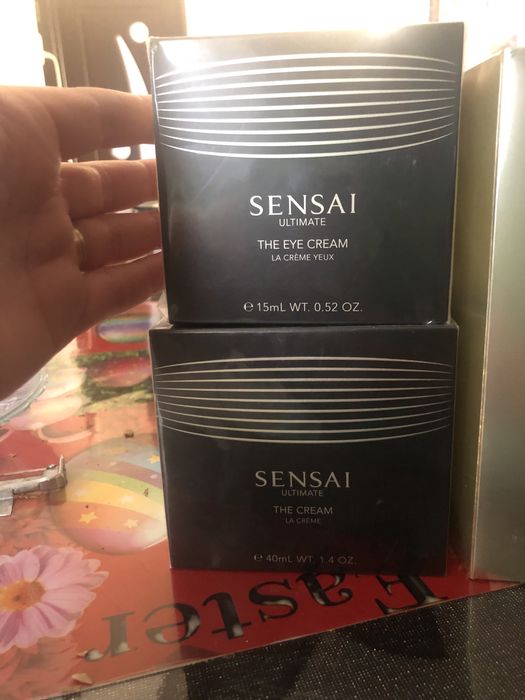 SENSAI
ULTIMATE
THE EYE CREAM
LA CRÈME YEUX
℮ 15mL WT. 0.52 OZ.
SENSAI
ULTIMATE
THE CREAM
LA CRÈME
℮ 40mL WT. 1.4 OZ.
Easter